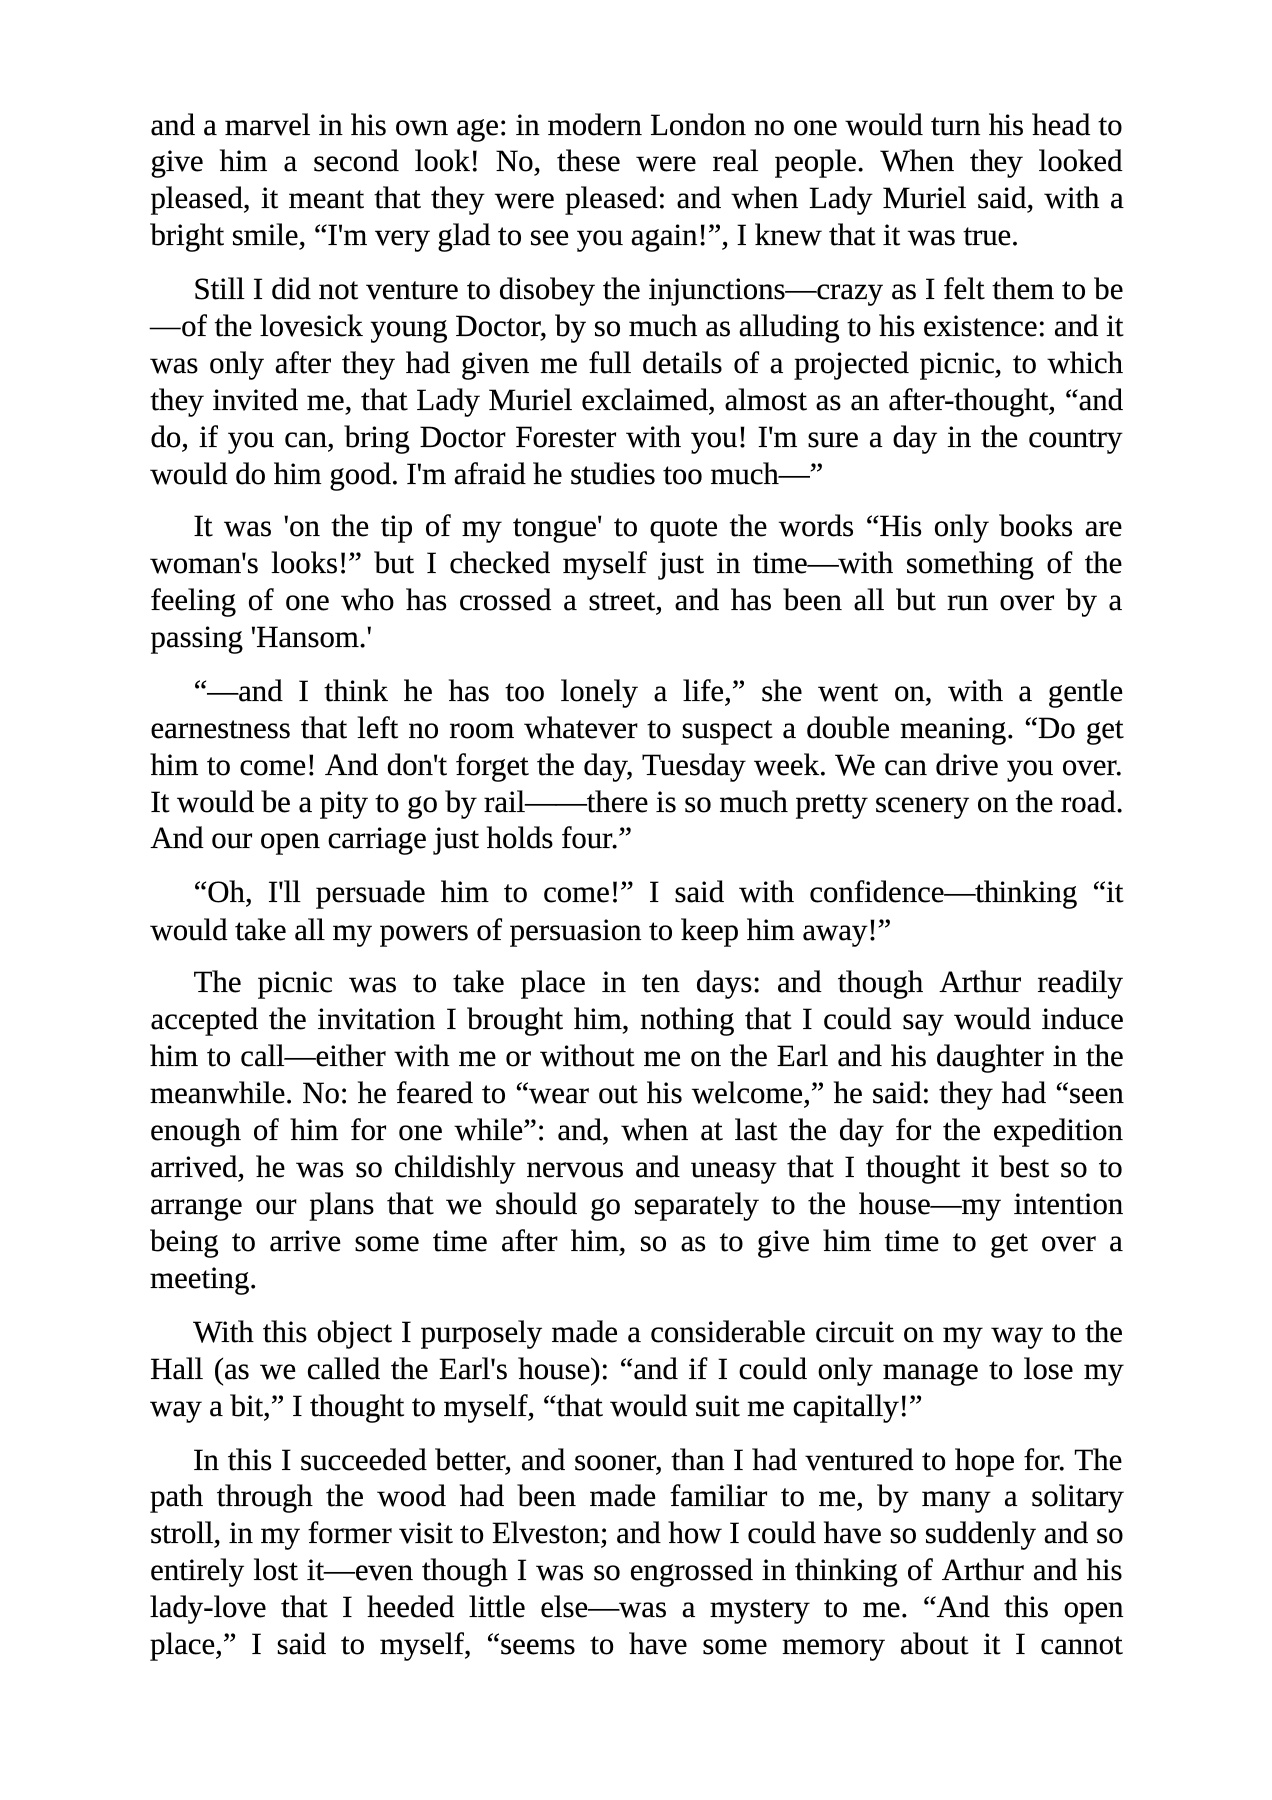 and a marvel in his own age: in modern London no one would turn his head to
give him a second look! No, these were real people. When they looked
pleased, it meant that they were pleased: and when Lady Muriel said, with a
bright smile, “I'm very glad to see you again!”, I knew that it was true.
Still I did not venture to disobey the injunctions—crazy as I felt them to be
—of the lovesick young Doctor, by so much as alluding to his existence: and it
was only after they had given me full details of a projected picnic, to which
they invited me, that Lady Muriel exclaimed, almost as an after-thought, “and
do, if you can, bring Doctor Forester with you! I'm sure a day in the country
would do him good. I'm afraid he studies too much—”
It was 'on the tip of my tongue' to quote the words “His only books are
woman's looks!” but I checked myself just in time—with something of the
feeling of one who has crossed a street, and has been all but run over by a
passing 'Hansom.'
“—and I think he has too lonely a life,” she went on, with a gentle
earnestness that left no room whatever to suspect a double meaning. “Do get
him to come! And don't forget the day, Tuesday week. We can drive you over.
It would be a pity to go by rail——there is so much pretty scenery on the road.
And our open carriage just holds four.”
“Oh, I'll persuade him to come!” I said with confidence—thinking “it
would take all my powers of persuasion to keep him away!”
The picnic was to take place in ten days: and though Arthur readily
accepted the invitation I brought him, nothing that I could say would induce
him to call—either with me or without me on the Earl and his daughter in the
meanwhile. No: he feared to “wear out his welcome,” he said: they had “seen
enough of him for one while”: and, when at last the day for the expedition
arrived, he was so childishly nervous and uneasy that I thought it best so to
arrange our plans that we should go separately to the house—my intention
being to arrive some time after him, so as to give him time to get over a
meeting.
With this object I purposely made a considerable circuit on my way to the
Hall (as we called the Earl's house): “and if I could only manage to lose my
way a bit,” I thought to myself, “that would suit me capitally!”
In this I succeeded better, and sooner, than I had ventured to hope for. The
path through the wood had been made familiar to me, by many a solitary
stroll, in my former visit to Elveston; and how I could have so suddenly and so
entirely lost it—even though I was so engrossed in thinking of Arthur and his
lady-love that I heeded little else—was a mystery to me. “And this open
place,” I said to myself, “seems to have some memory about it I cannot